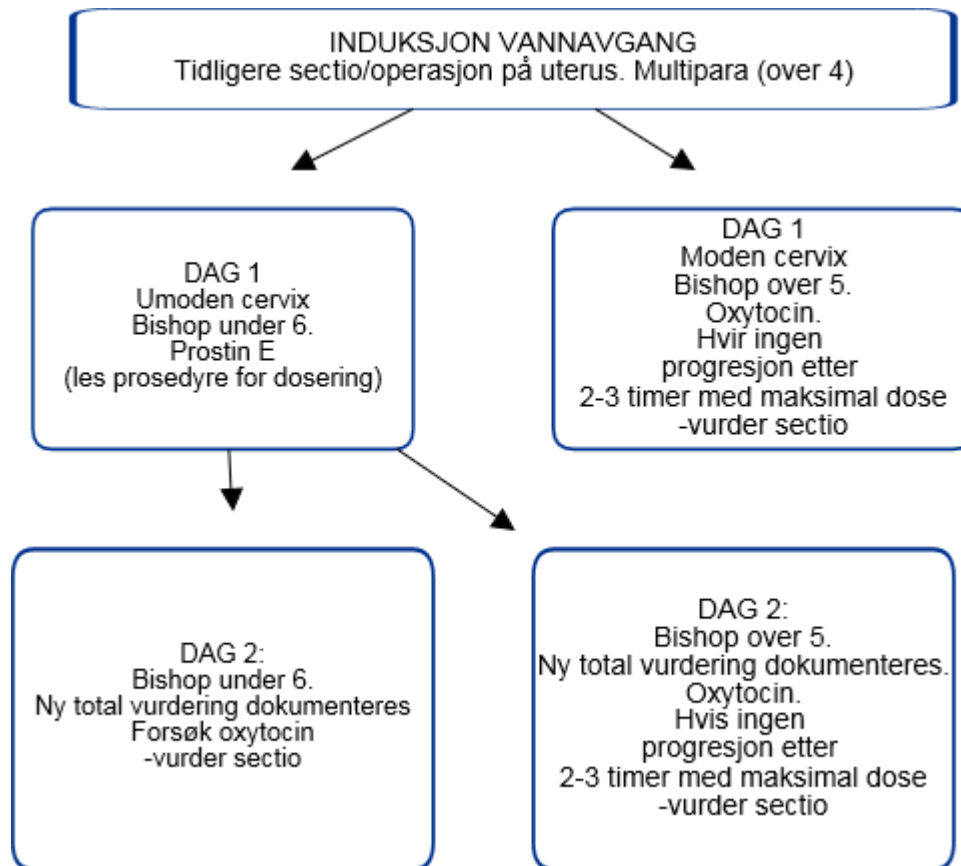 INDUKSJON VANNAVGANG
Tidligere sectio/operasjon på uterus. Multipara (over 4)
DAG 1
Umoden cervix
Bishop under 6.
Prostin E
(les prosedyre for dosering)
DAG 1
Moden cervix
Bishop over 5.
Oxytocin.
Hvir ingen
progresjon etter
2-3 timer med maksimal dose
-vurder sectio
DAG 2:
Bishop under 6.
Ny total vurdering dokumenteres
Forsøk oxytocin
-vurder sectio
DAG 2:
Bishop over 5.
Ny total vurdering dokumenteres.
Oxytocin.
Hvis ingen
progresjon etter
2-3 timer med maksimal dose
-vurder sectio